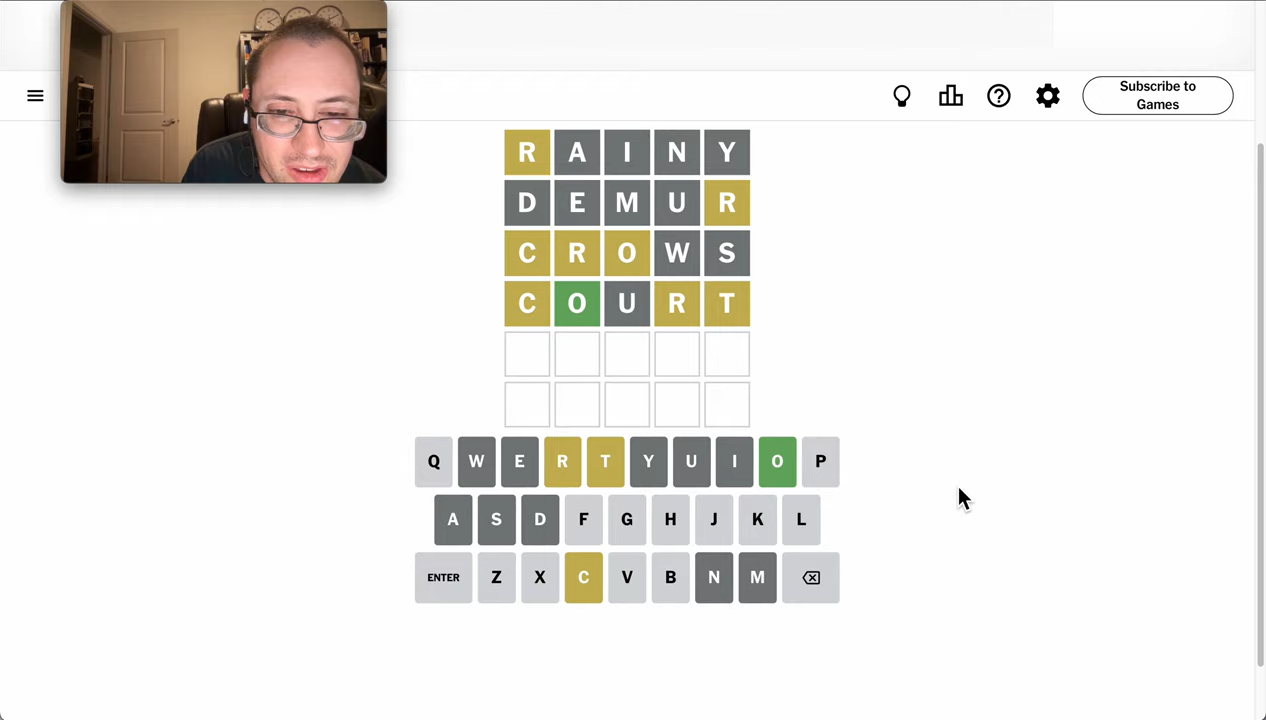 Subscribe to
Games
R A I N Y
D E M U R
C R O W S
C O U R T
Q W E R T Y U I O P
A S D F G H J K L
ENTER Z X C V B N M